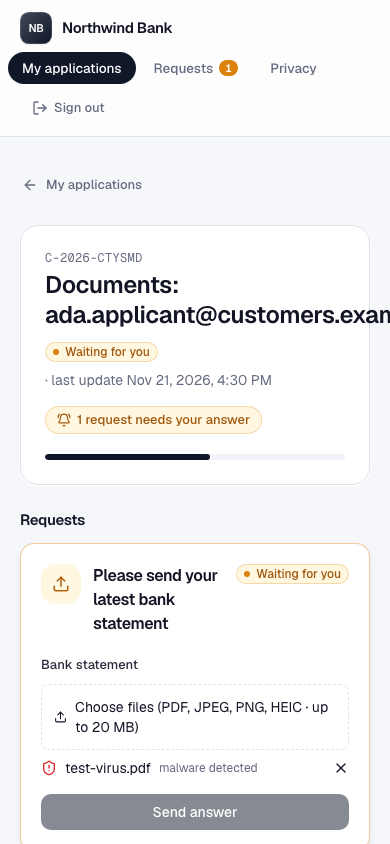 NB Northwind Bank
My applications Requests 1 Privacy
Sign out
My applications
C-2026-CTYSMD
Documents:
ada.applicant@customers.exan
Waiting for you
· last update Nov 21, 2026, 4:30 PM
1 request needs your answer
Requests
Please send your Waiting for you
latest bank
statement
Bank statement
Choose files (PDF, JPEG, PNG, HEIC · up
to 20 MB)
test-virus.pdf malware detected
Send answer